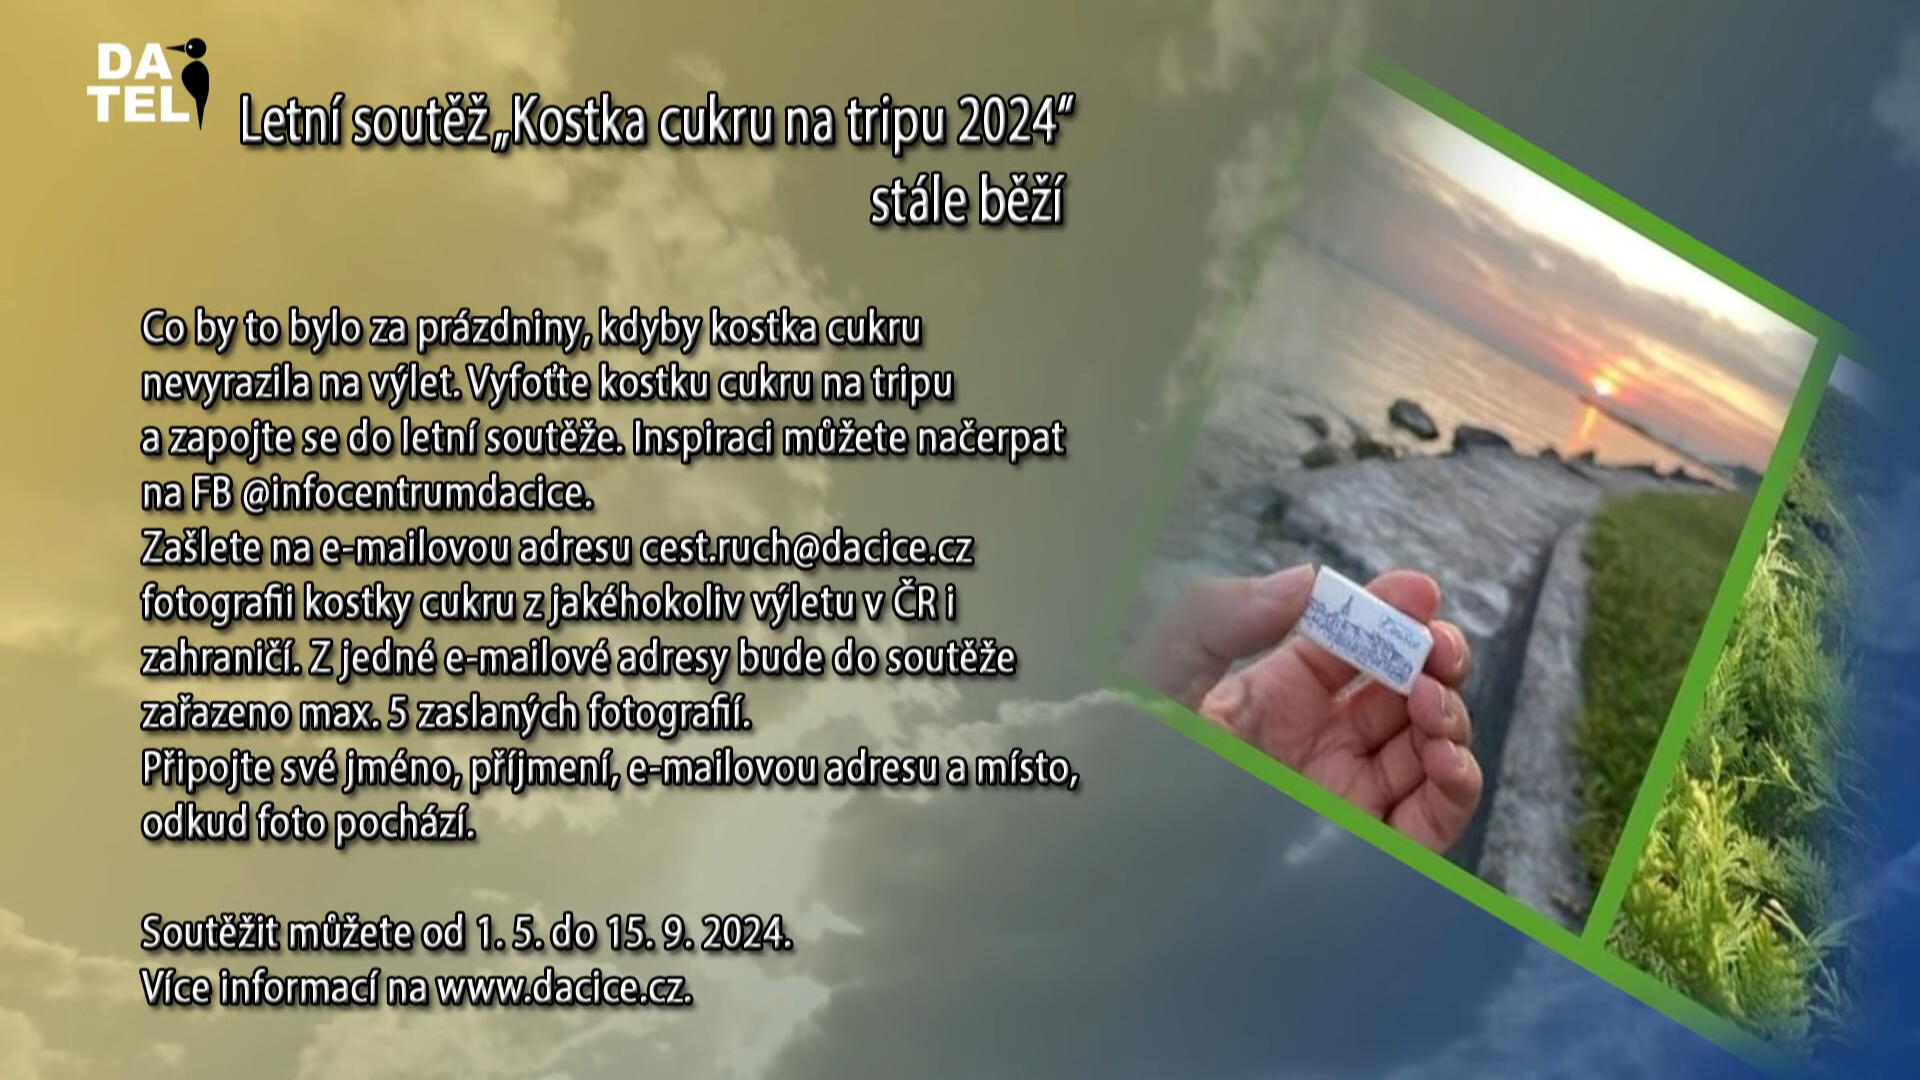 DA
TEL
Letní soutěž „Kostka cukru na tripu 2024“
stále běží
Co by to bylo za prázdniny, kdyby kostka cukru
nevyrazila na výlet. Vyfoťte kostku cukru na tripu
a zapojte se do letní soutěže. Inspiraci můžete načerpat
na FB @infocentrumdacice.
Zašlete na e-mailovou adresu cest.ruch@dacice.cz
fotografii kostky cukru z jakéhokoliv výletu v ČR i
zahraničí. Z jedné e-mailové adresy bude do soutěže
zařazeno max. 5 zaslaných fotografií.
Připojte své jméno, příjmení, e-mailovou adresu a místo,
odkud foto pochází.
Soutěžit můžete od 1. 5. do 15. 9. 2024.
Více informací na www.dacice.cz.